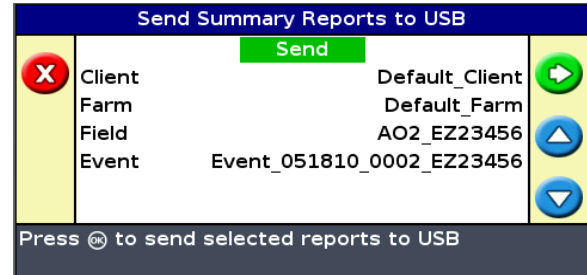 Send Summary Reports to USB
Send
Client Default_Client
Farm Default_Farm
Field AO2_EZ23456
Event Event_051810_0002_EZ23456
Press OK to send selected reports to USB